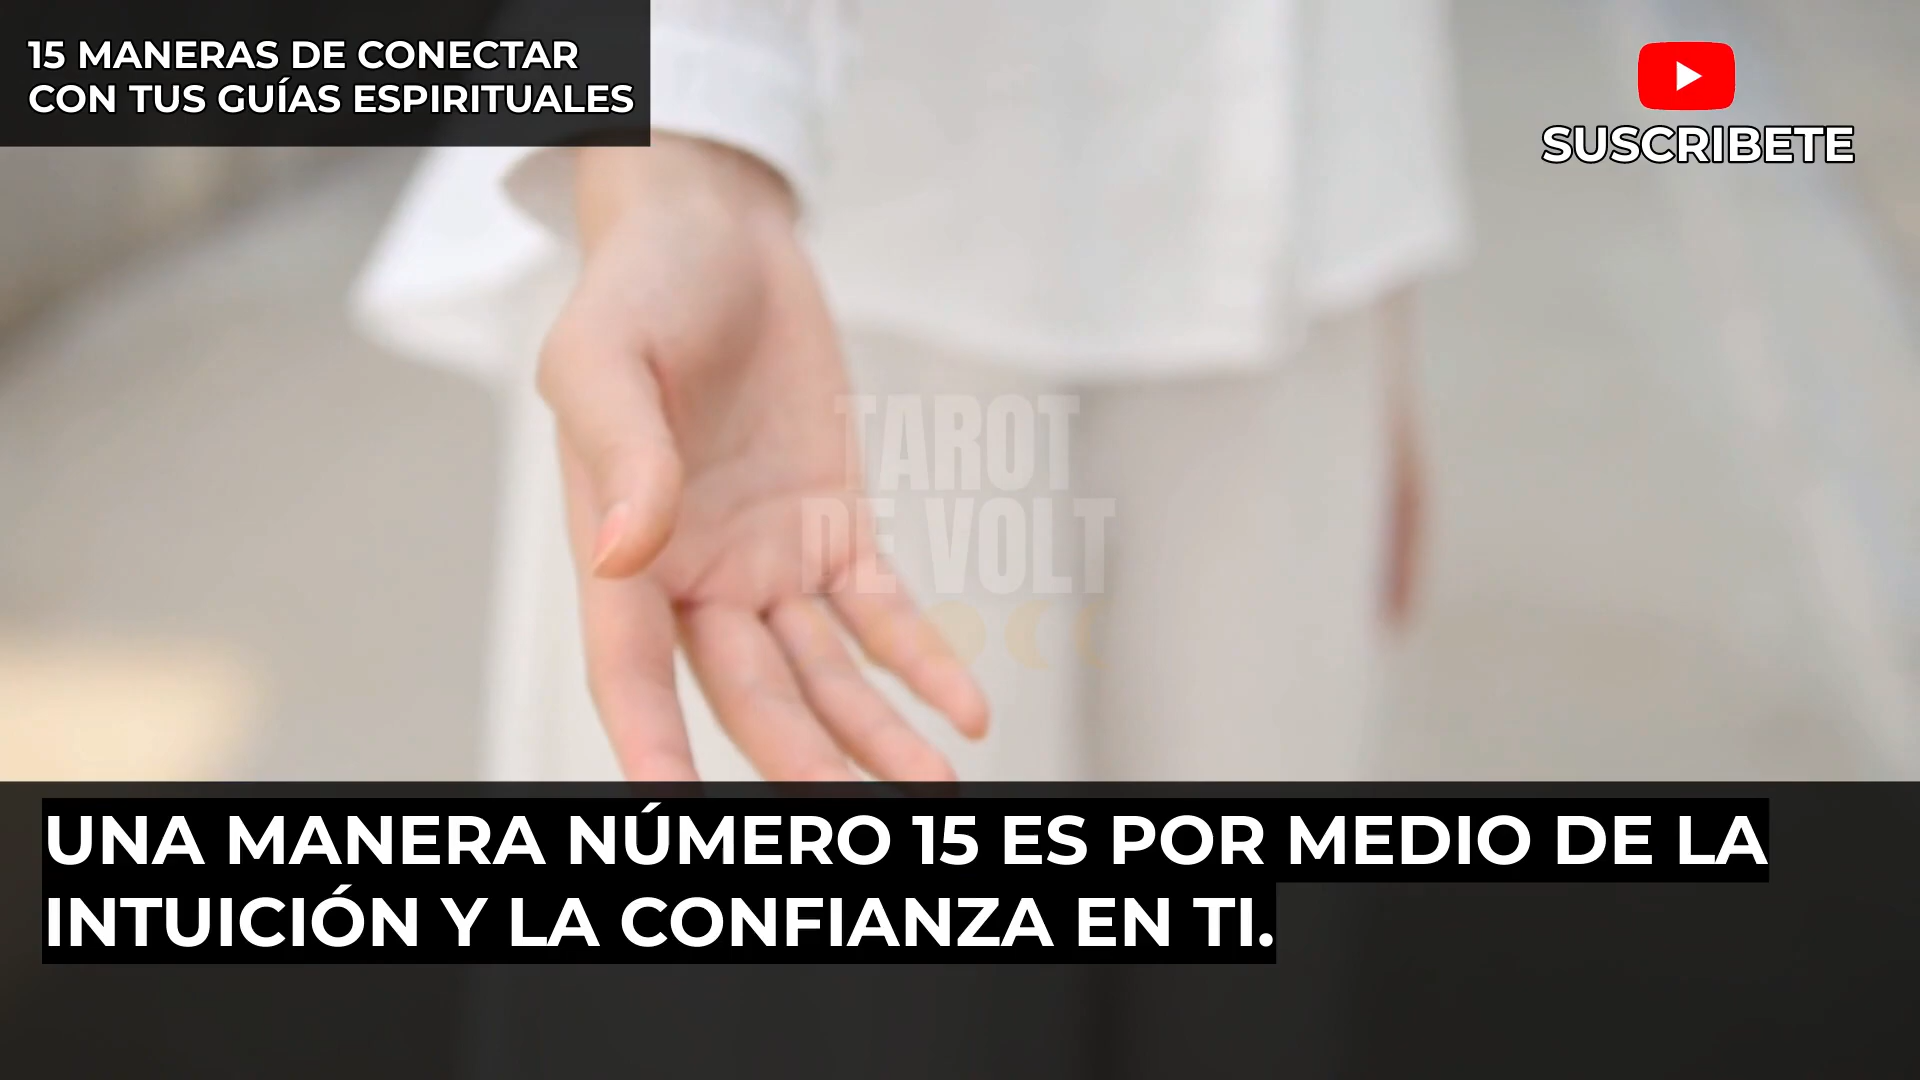 15 MANERAS DE CONECTAR
CON TUS GUÍAS ESPIRITUALES
SUSCRIBETE
TAROT
DE VOLT
UNA MANERA NÚMERO 15 ES POR MEDIO DE LA
INTUICIÓN Y LA CONFIANZA EN TI.